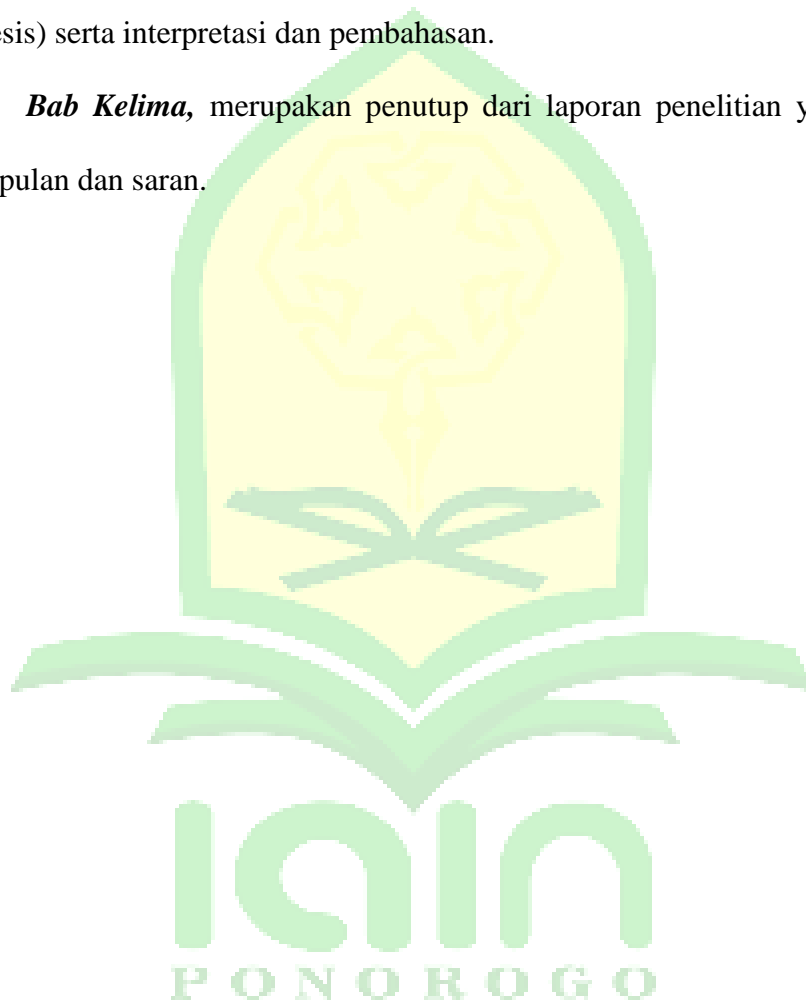 esis) serta interpretasi dan pembahasan.
Bab Kelima, merupakan penutup dari laporan penelitian y
pulan dan saran.
iain
PONOROGO